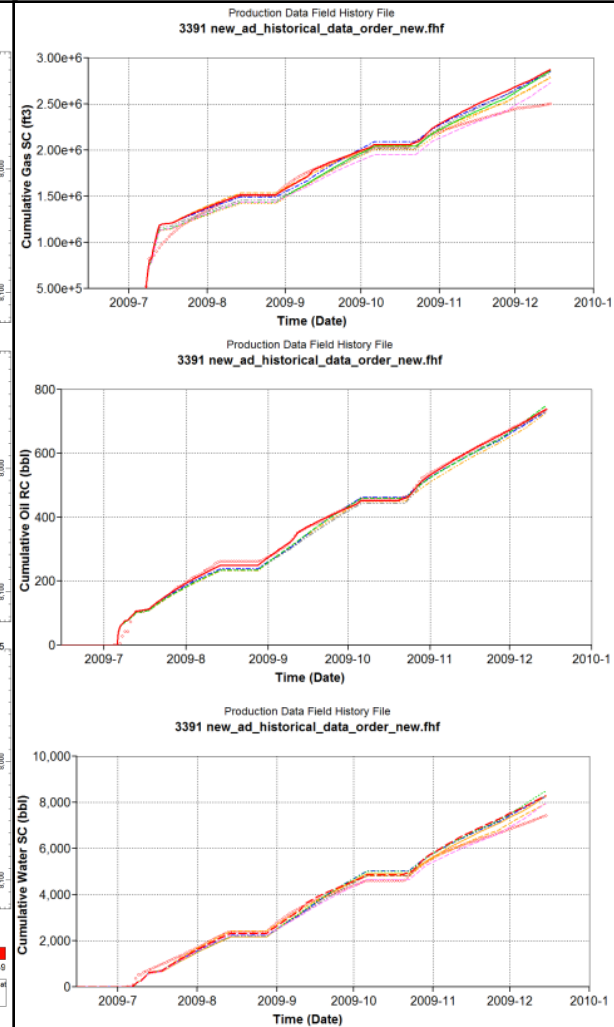 Production Data Field History File
3391 new_ad_historical_data_order_new.fhf
Cumulative Gas SC (ft3)
3.00e+6
2.50e+6
2.00e+6
1.50e+6
1.00e+6
5.00e+5
2009-7 2009-8 2009-9 2009-10 2009-11 2009-12 2010-1
Time (Date)
Production Data Field History File
3391 new_ad_historical_data_order_new.fhf
Cumulative Oil RC (bbl)
800
600
400
200
0
2009-7 2009-8 2009-9 2009-10 2009-11 2009-12 2010-1
Time (Date)
Production Data Field History File
3391 new_ad_historical_data_order_new.fhf
Cumulative Water SC (bbl)
10,000
8,000
6,000
4,000
2,000
0
2009-7 2009-8 2009-9 2009-10 2009-11 2009-12 2010-1
Time (Date)